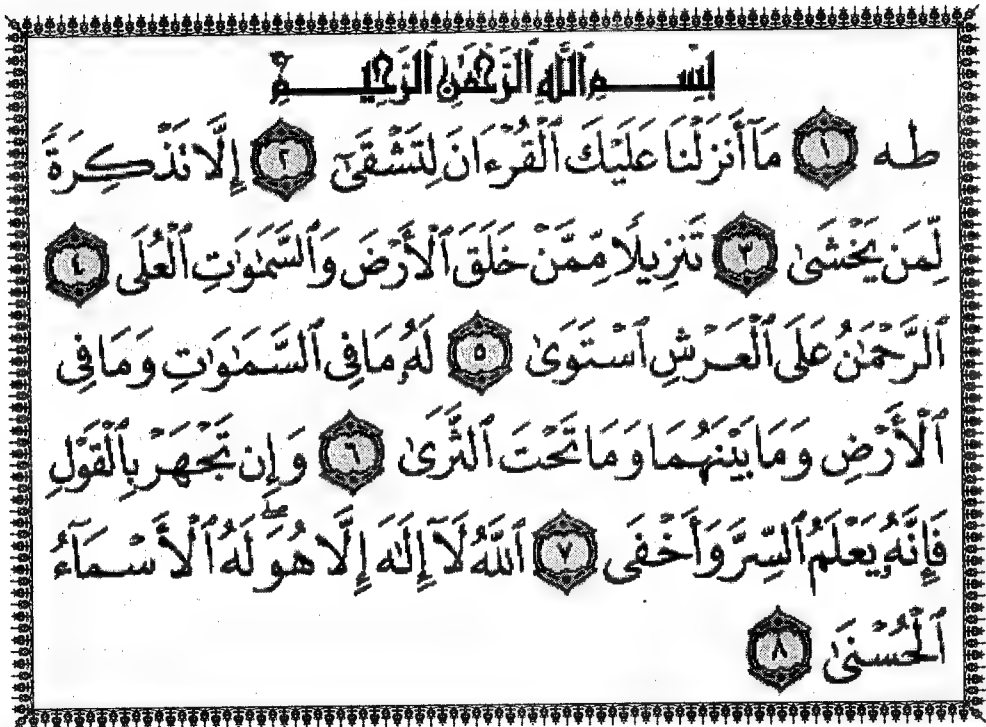 بِسْمِ ٱللَّهِ ٱلرَّحْمَٰنِ ٱلرَّحِيمِ
طه ١ مَآ أَنزَلْنَا عَلَيْكَ ٱلْقُرْءَانَ لِتَشْقَىٰٓ ٢ إِلَّا تَذْكِرَةً
لِّمَن يَخْشَىٰ ٣ تَنزِيلًا مِّمَّنْ خَلَقَ ٱلْأَرْضَ وَٱلسَّمَٰوَٰتِ ٱلْعُلَى ٤
ٱلرَّحْمَٰنُ عَلَى ٱلْعَرْشِ ٱسْتَوَىٰ ٥ لَهُۥ مَا فِى ٱلسَّمَٰوَٰتِ وَمَا فِى
ٱلْأَرْضِ وَمَا بَيْنَهُمَا وَمَا تَحْتَ ٱلثَّرَىٰ ٦ وَإِن تَجْهَرْ بِٱلْقَوْلِ
فَإِنَّهُۥ يَعْلَمُ ٱلسِّرَّ وَأَخْفَى ٧ ٱللَّهُ لَآ إِلَٰهَ إِلَّا هُوَ ۖ لَهُ ٱلْأَسْمَآءُ
ٱلْحُسْنَىٰ ٨